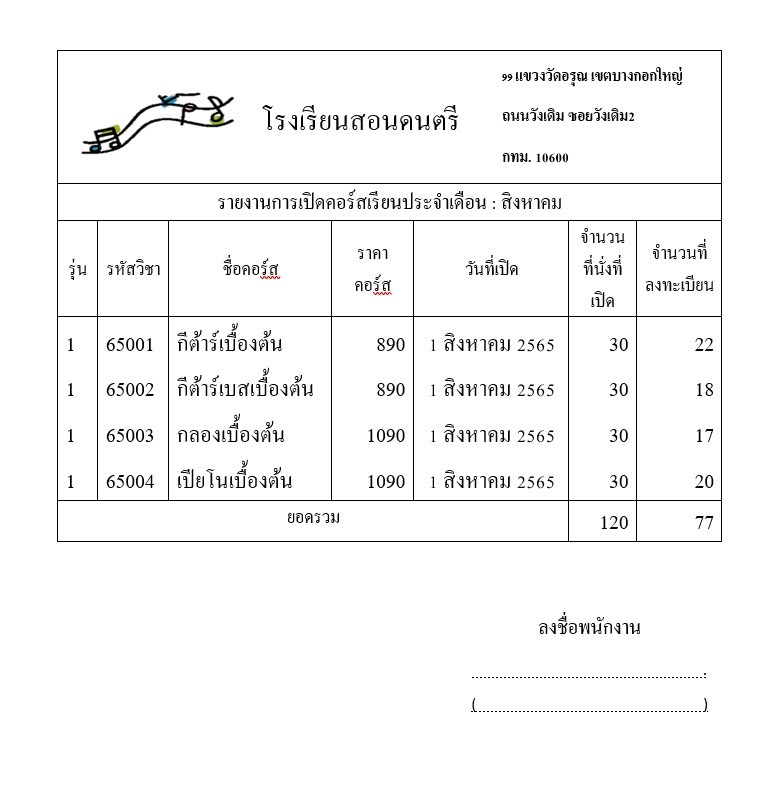 โรงเรียนสอนดนตรี
๑๑ แขวงวัดอรุณ เขตบางกอกใหญ่
ถนนวังเดิม ซอยวังเดิม2
กทม. 10600
รายงานการเปิดคอร์สเรียนประจำเดือน : สิงหาคม
รุ่น รหัสวิชา ชื่อคอร์ส ราคา คอร์ส วันที่เปิด จำนวน ที่นั่งที่ เปิด จำนวนที่ ลงทะเบียน
1 65001 กีต้าร์เบื้องต้น 890 1 สิงหาคม 2565 30 22
1 65002 กีต้าร์เบสเบื้องต้น 890 1 สิงหาคม 2565 30 18
1 65003 กลองเบื้องต้น 1090 1 สิงหาคม 2565 30 17
1 65004 เปียโนเบื้องต้น 1090 1 สิงหาคม 2565 30 20
ยอดรวม 120 77
ลงชื่อพนักงาน
(........................................................)